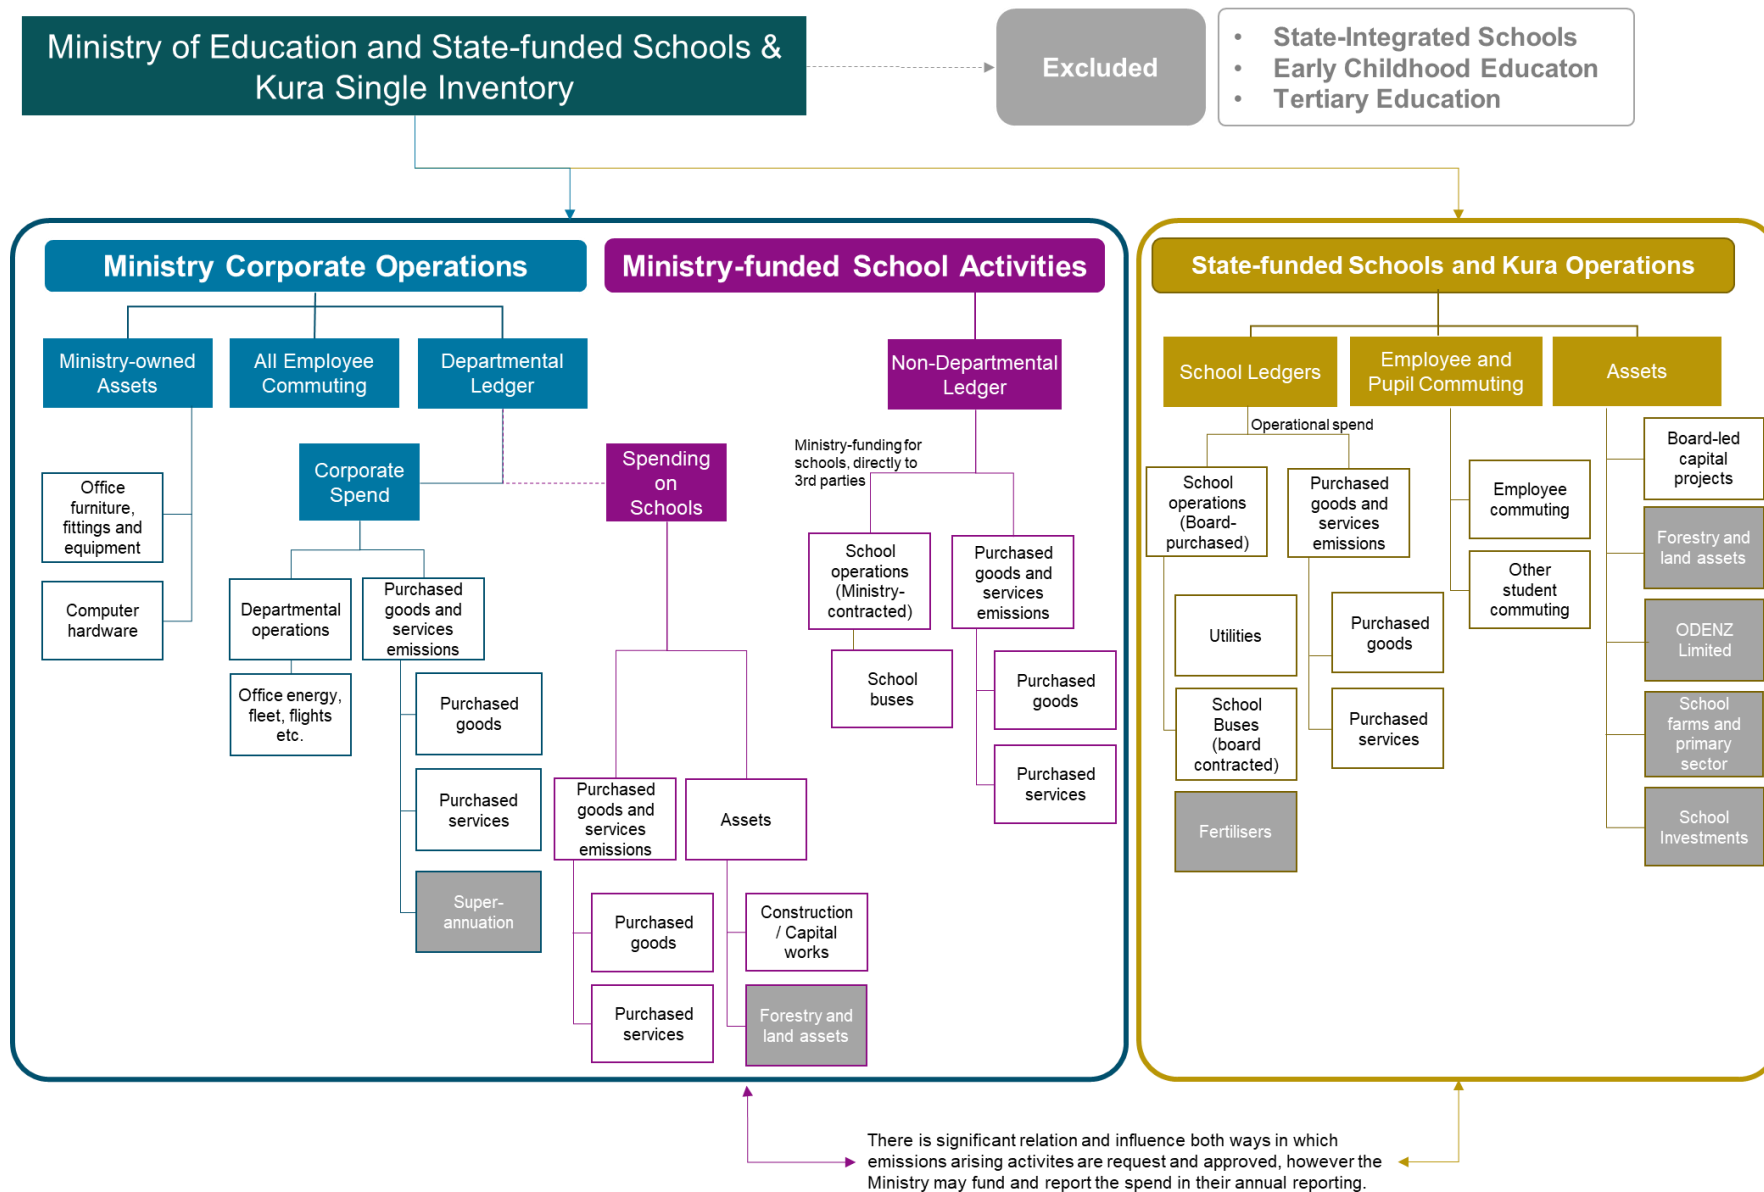 Ministry of Education and State-funded Schools &
Kura Single Inventory
Excluded
• State-Integrated Schools
• Early Childhood Educaton
• Tertiary Education
Ministry Corporate Operations
Ministry-owned
Assets
All Employee
Commuting
Departmental
Ledger
Office
furniture,
fittings and
equipment
Computer
hardware
Corporate
Spend
Departmental
operations
Office energy,
fleet, flights
etc.
Purchased
goods and
services
emissions
Purchased
goods
Purchased
services
Super-
annuation
Ministry-funded School Activities
Spending
on
Schools
Purchased
goods and
services
emissions
Purchased
goods
Purchased
services
Assets
Construction
/ Capital
works
Forestry and
land assets
Non-Departmental
Ledger
Ministry-funding for
schools, directly to
3rd parties
School
operations
(Ministry-
contracted)
School
buses
Purchased
goods and
services
emissions
Purchased
goods
Purchased
services
State-funded Schools and Kura Operations
School Ledgers
Operational spend
School
operations
(Board-
purchased)
Utilities
School
Buses
(board
contracted)
Fertilisers
Purchased
goods and
services
emissions
Purchased
goods
Purchased
services
Employee and
Pupil Commuting
Employee
commuting
Other
student
commuting
Assets
Board-led
capital
projects
Forestry and
land assets
ODENZ
Limited
School
farms and
primary
sector
School
Investments
There is significant relation and influence both ways in which
emissions arising activites are request and approved, however the
Ministry may fund and report the spend in their annual reporting.